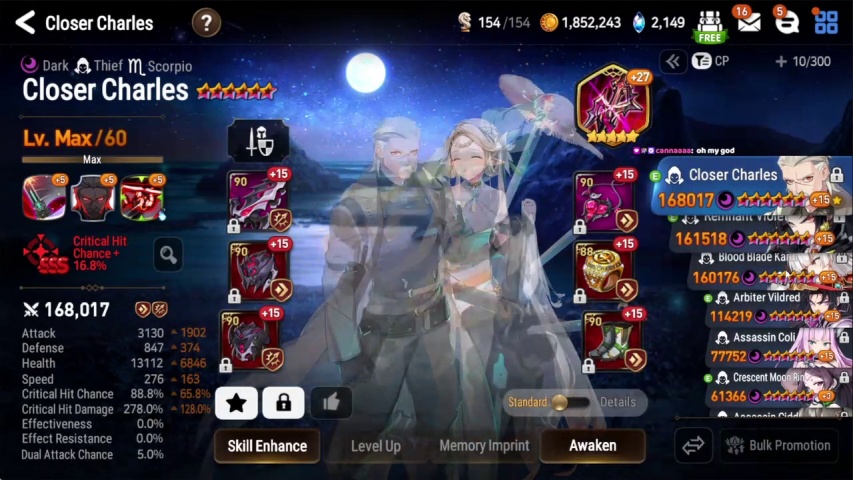 Closer Charles
?
154/154
1,852,243
2,149
FREE
16
5
Dark Thief Scorpio
Closer Charles
CP
10/300
+27
cannaaaa: oh my god
Lv. Max/60
Max
+5
+5
+5
Critical Hit
Chance +
16.8%
SSS
168,017
Attack 3130 1902
Defense 847 374
Health 13112 6846
Speed 276 163
Critical Hit Chance 88.8% 65.8%
Critical Hit Damage 278.0% 128.0%
Effectiveness 0.0%
Effect Resistance 0.0%
Dual Attack Chance 5.0%
90 +15
90 +15
90 +15
90 +15
88 +15
90 +15
E Closer Charles
168017 +15
Remnant Violet
161518 +15
Blood Blade Kar
160176 +15
E Arbiter Vildred
114219 +15
Assassin Coli
77752 +15
E Crescent Moon Rin
61366 +3
Standard Details
Skill Enhance
Level Up
Memory Imprint
Awaken
Bulk Promotion